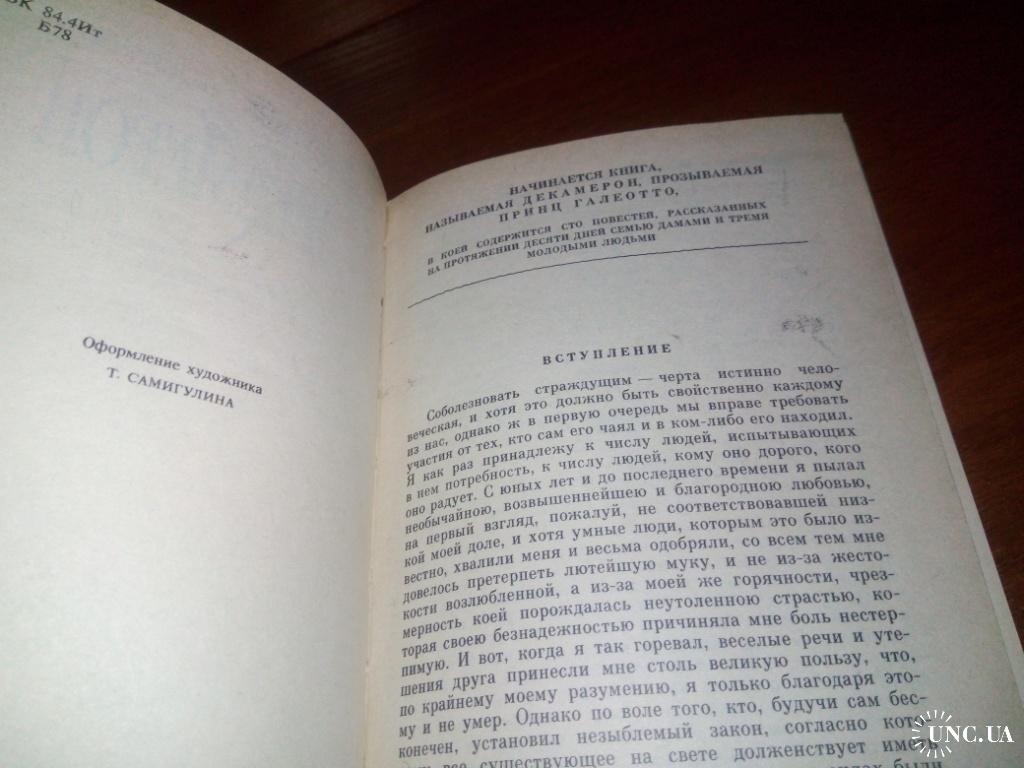 БК 84.4Ит
Б78
Оформление художника
Т. САМИГУЛИНА
НАЧИНАЕТСЯ КНИГА,
НАЗЫВАЕМАЯ ДЕКАМЕРОН, ПРОЗЫВАЕМАЯ
ПРИНЦ ГАЛЕОТТО,
В КОЕЙ СОДЕРЖИТСЯ СТО ПОВЕСТЕЙ, РАССКАЗАННЫХ
НА ПРОТЯЖЕНИИ ДЕСЯТИ ДНЕЙ СЕМЬЮ ДАМАМИ И ТРЕМЯ
МОЛОДЫМИ ЛЮДЬМИ
ВСТУПЛЕНИЕ
Соболезновать страждущим — черта истинно чело-
веческая, и хотя это должно быть свойственно каждому
из нас, однако ж в первую очередь мы вправе требовать
участия от тех, кто сам его чаял и в ком-либо его находил.
Я как раз принадлежу к числу людей, испытывающих
в нем потребность, к числу людей, кому оно дорого, кого
оно радует. С юных лет и до последнего времени я пылал
необычайною, возвышеннейшею и благородною любовью,
на первый взгляд, пожалуй, не соответствовавшей низ-
кой моей доле, и хотя умные люди, которым это было из-
вестно, хвалили меня и весьма одобряли, со всем тем мне
довелось претерпеть лютейшую муку, и не из-за жесто-
кости возлюбленной, а из-за моей же горячности, чрез-
мерность коей порождалась неутоленной страстью, ко-
торая своею безнадежностью причиняла мне боль нестер-
пимую. И вот, когда я так горевал, веселые речи и уте-
шения друга принесли мне столь великую пользу, что,
по крайнему моему разумению, я только благодаря это-
му и не умер. Однако по воле того, кто, будучи сам бес-
конечен, установил незыблемый закон, согласно кото-
все существующее на свете долженствует иметь
были
UNC.UA